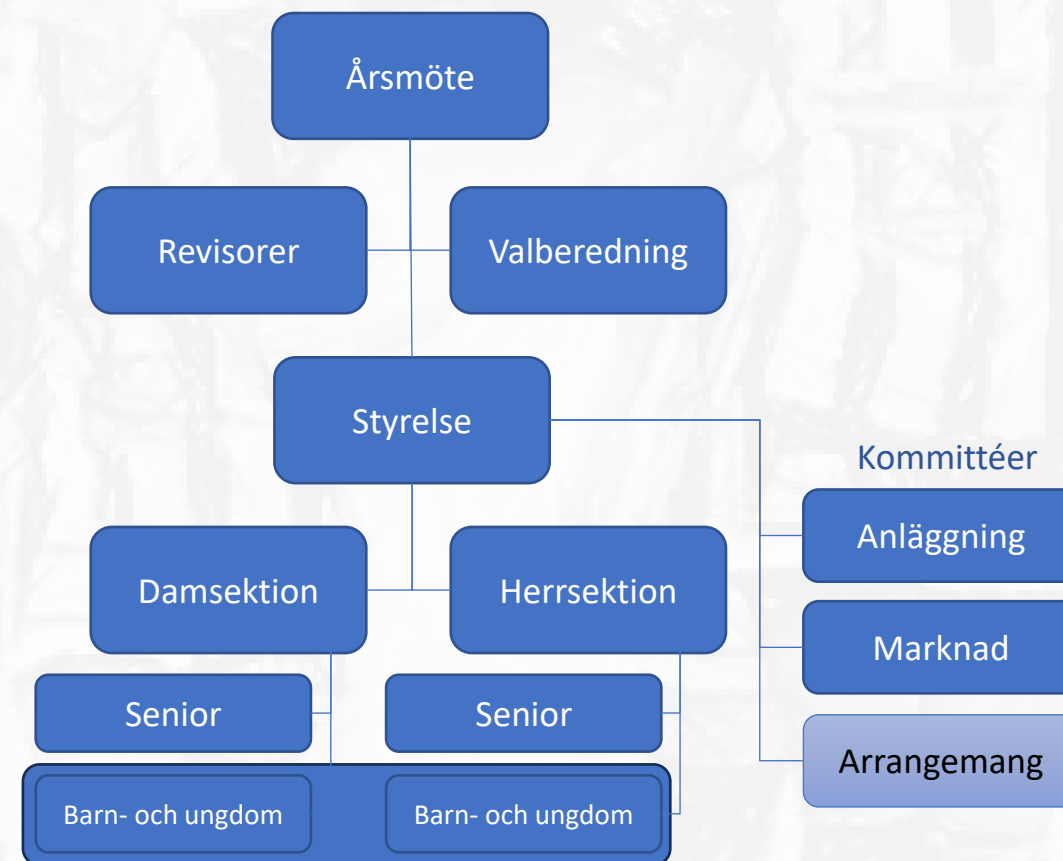 Årsmöte
Revisorer
Valberedning
Styrelse
Kommittéer
Anläggning
Damsektion
Herrsektion
Marknad
Senior
Senior
Arrangemang
Barn- och ungdom
Barn- och ungdom